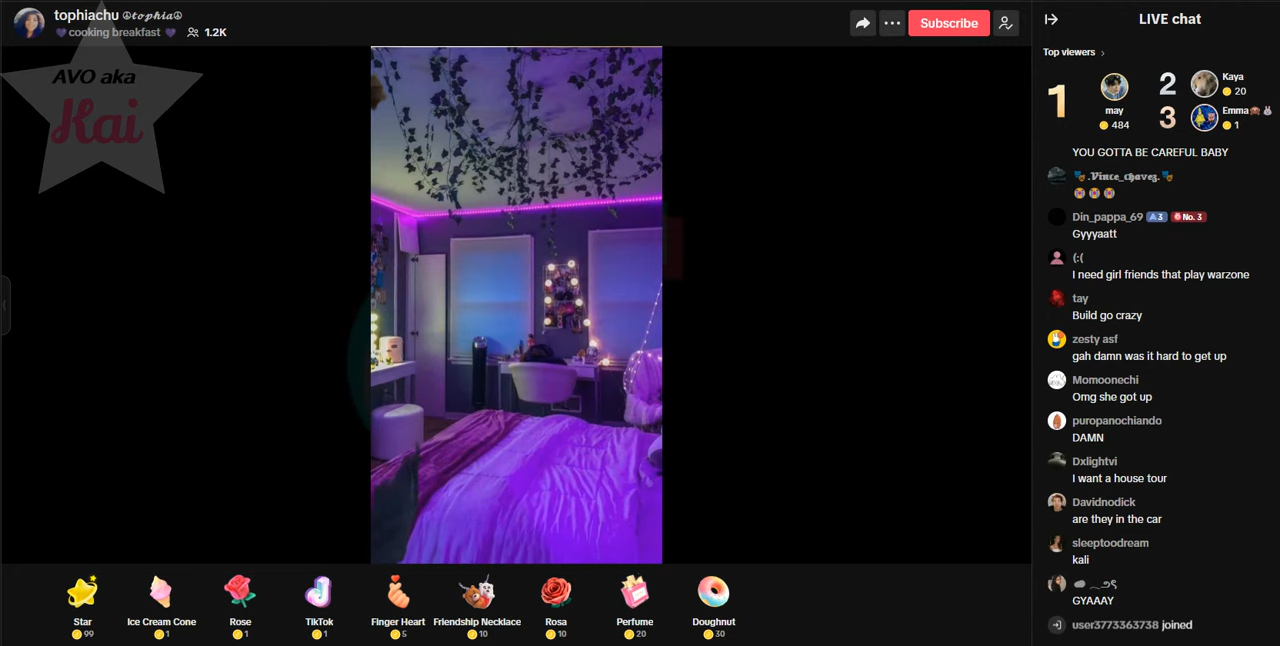 tophiachu ☮𝓽𝓸𝓹𝓱𝓲𝓪☮
💜cooking breakfast 💜 1.2K
Subscribe
AVO aka
Kai
LIVE chat
Top viewers ›
1
may
484
2
Kaya
20
3
Emma🙈🐰
1
YOU GOTTA BE CAREFUL BABY
🎭.𝖁𝖎𝖓𝖈𝖊_𝖈𝖍𝖆𝖛𝖊𝖟.🎭
😭😭😭
Din_pappa_69 3 No. 3
Gyyyaatt
(:(
I need girl friends that play warzone
tay
Build go crazy
zesty asf
gah damn was it hard to get up
Momoonechi
Omg she got up
puropanochiando
DAMN
Dxlightvi
I want a house tour
Davidnodick
are they in the car
sleeptoodream
kali
GYAAAY
user3773363738 joined
Star
99
Ice Cream Cone
1
Rose
1
TikTok
1
Finger Heart
5
Friendship Necklace
10
Rosa
10
Perfume
20
Doughnut
30